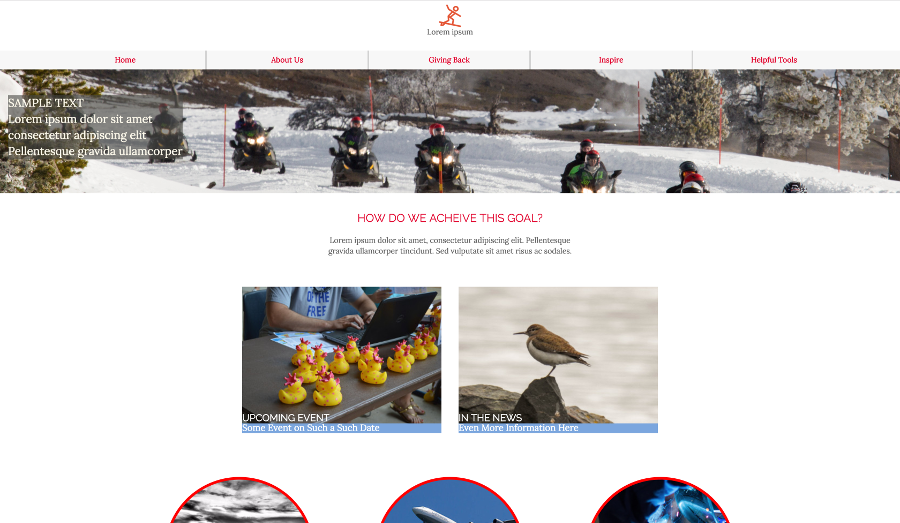 Lorem ipsum
Home
About Us
Giving Back
Inspire
Helpful Tools
SAMPLE TEXT
Lorem ipsum dolor sit amet
consectetur adipiscing elit
Pellentesque gravida ullamcorper
HOW DO WE ACHEIVE THIS GOAL?
Lorem ipsum dolor sit amet, consectetur adipiscing elit. Pellentesque
gravida ullamcorper tincidunt. Sed vulputate sit amet risus ac sodales.
OF THE
FREE
UPCOMING EVENT
Some Event on Such a Such Date
IN THE NEWS
Even More Information Here